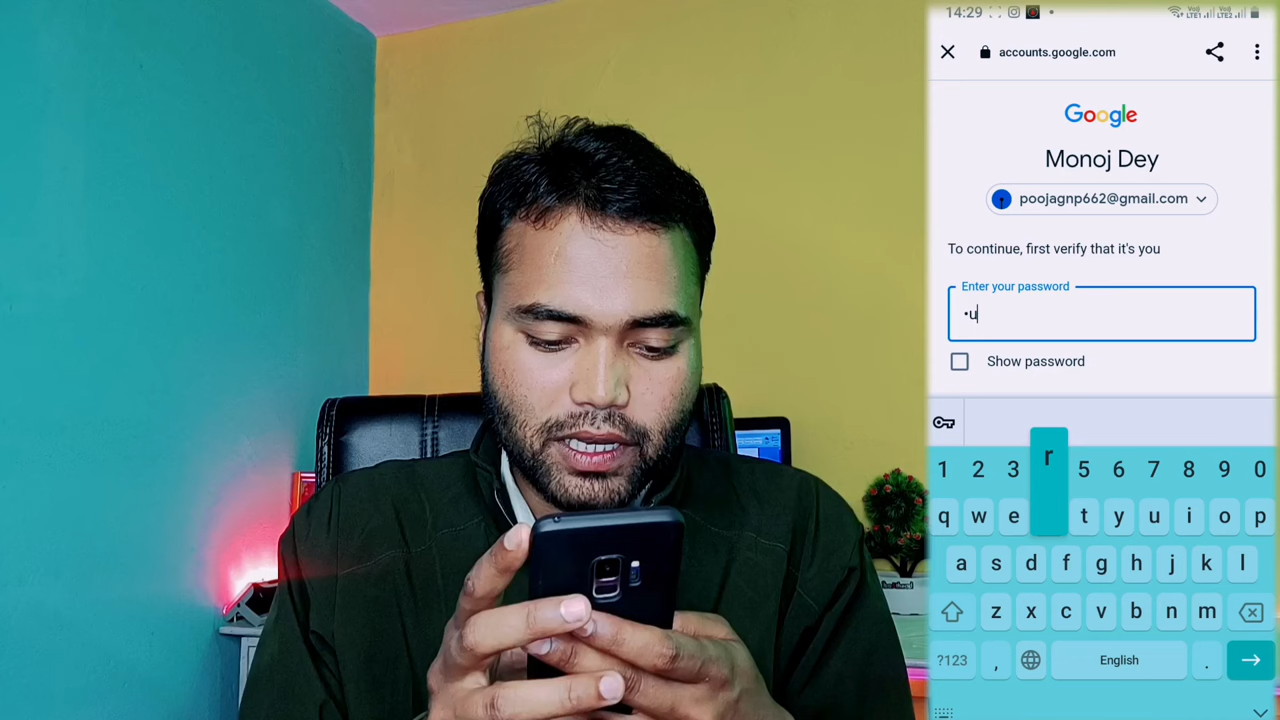 14:29
accounts.google.com
Google
Monoj Dey
poojagnp662@gmail.com
To continue, first verify that it's you
Enter your password
•u
Show password
r
1 2 3 5 6 7 8 9 0
q w e t y u i o p
a s d f g h j k l
z x c v b n m
?123 , English .